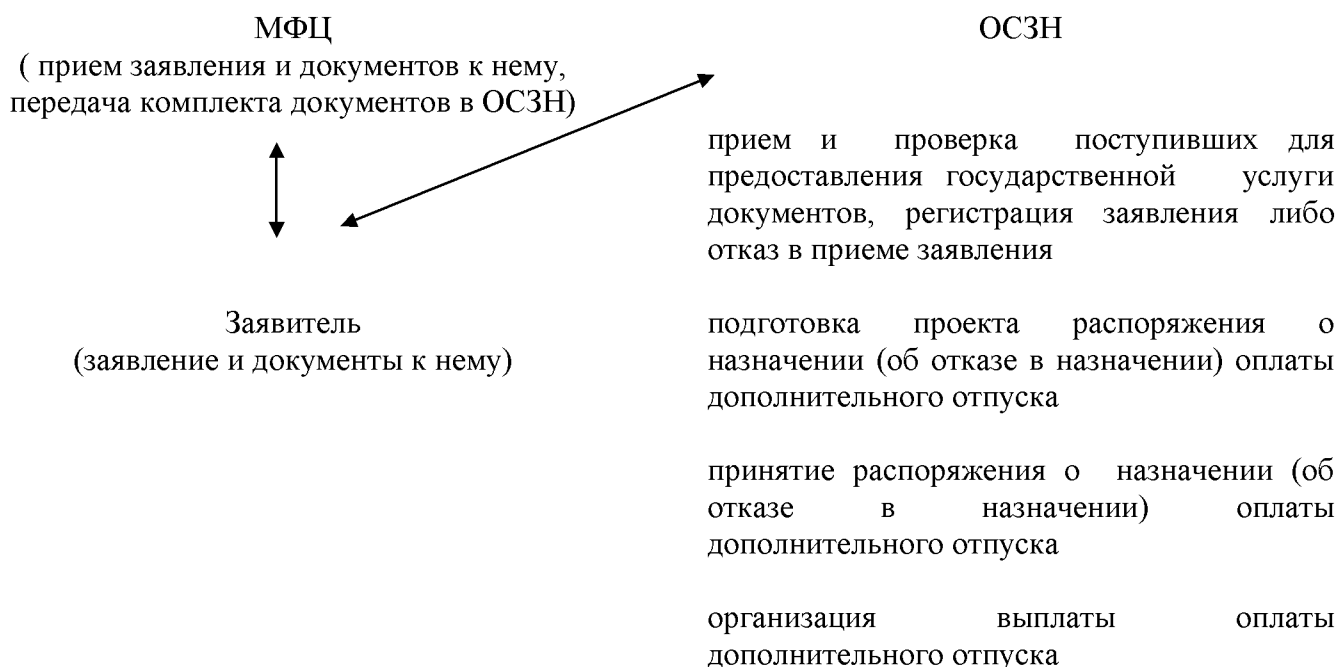 МФЦ
( прием заявления и документов к нему,
передача комплекта документов в ОСЗН)
Заявитель
(заявление и документы к нему)
ОСЗН
прием и проверка поступивших для
предоставления государственной услуги
документов, регистрация заявления либо
отказ в приеме заявления
подготовка проекта распоряжения о
назначении (об отказе в назначении) оплаты
дополнительного отпуска
принятие распоряжения о назначении (об
отказе в назначении) оплаты
дополнительного отпуска
организация выплаты оплаты
дополнительного отпуска